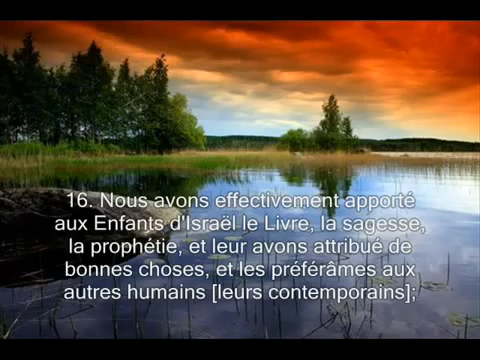 16. Nous avons effectivement apporté
aux Enfants d'Israël le Livre, la sagesse,
la prophétie, et leur avons attribué de
bonnes choses, et les préférâmes aux
autres humains [leurs contemporains];